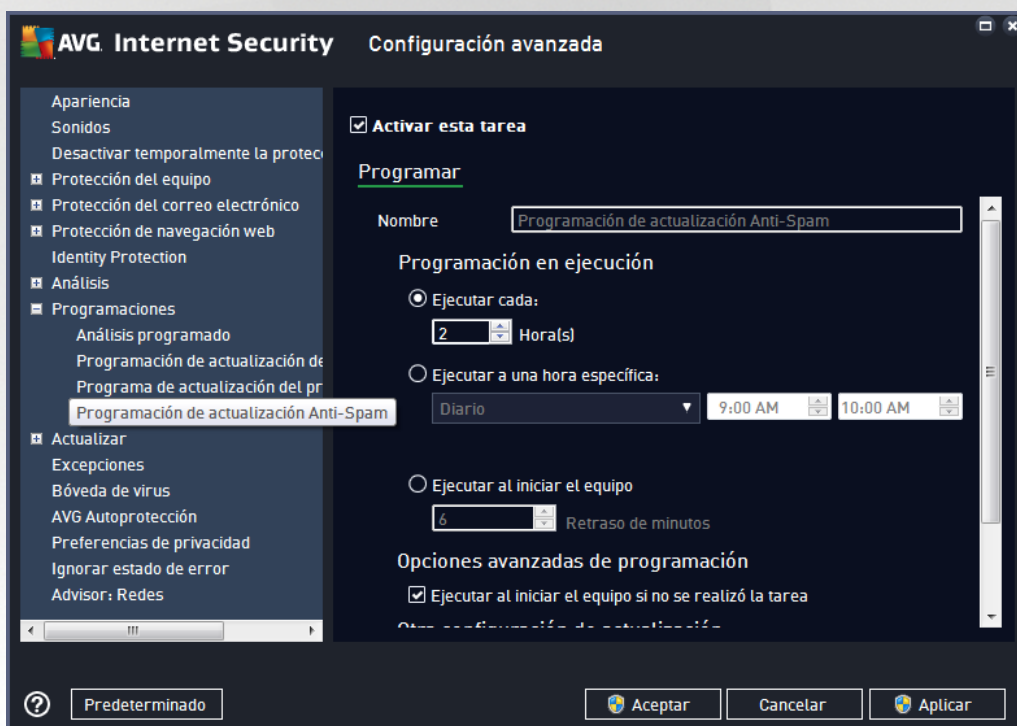 AVG. Internet Security Configuración avanzada
Apariencia
Sonidos
Desactivar temporalmente la protec
Protección del equipo
Protección del correo electrónico
Protección de navegación web
Identity Protection
Análisis
Programaciones
Análisis programado
Programación de actualización de
Programa de actualización del pr
Programación de actualización Anti-Spam
Actualizar
Excepciones
Bóveda de virus
AVG Autoprotección
Preferencias de privacidad
Ignorar estado de error
Advisor: Redes
Activar esta tarea
Programar
Nombre Programación de actualización Anti-Spam
Programación en ejecución
Ejecutar cada:
2 Hora(s)
Ejecutar a una hora específica:
Diario 9:00 AM 10:00 AM
Ejecutar al iniciar el equipo
6 Retraso de minutos
Opciones avanzadas de programación
Ejecutar al iniciar el equipo si no se realizó la tarea
Otra configuración de actualización
? Predeterminado Aceptar Cancelar Aplicar